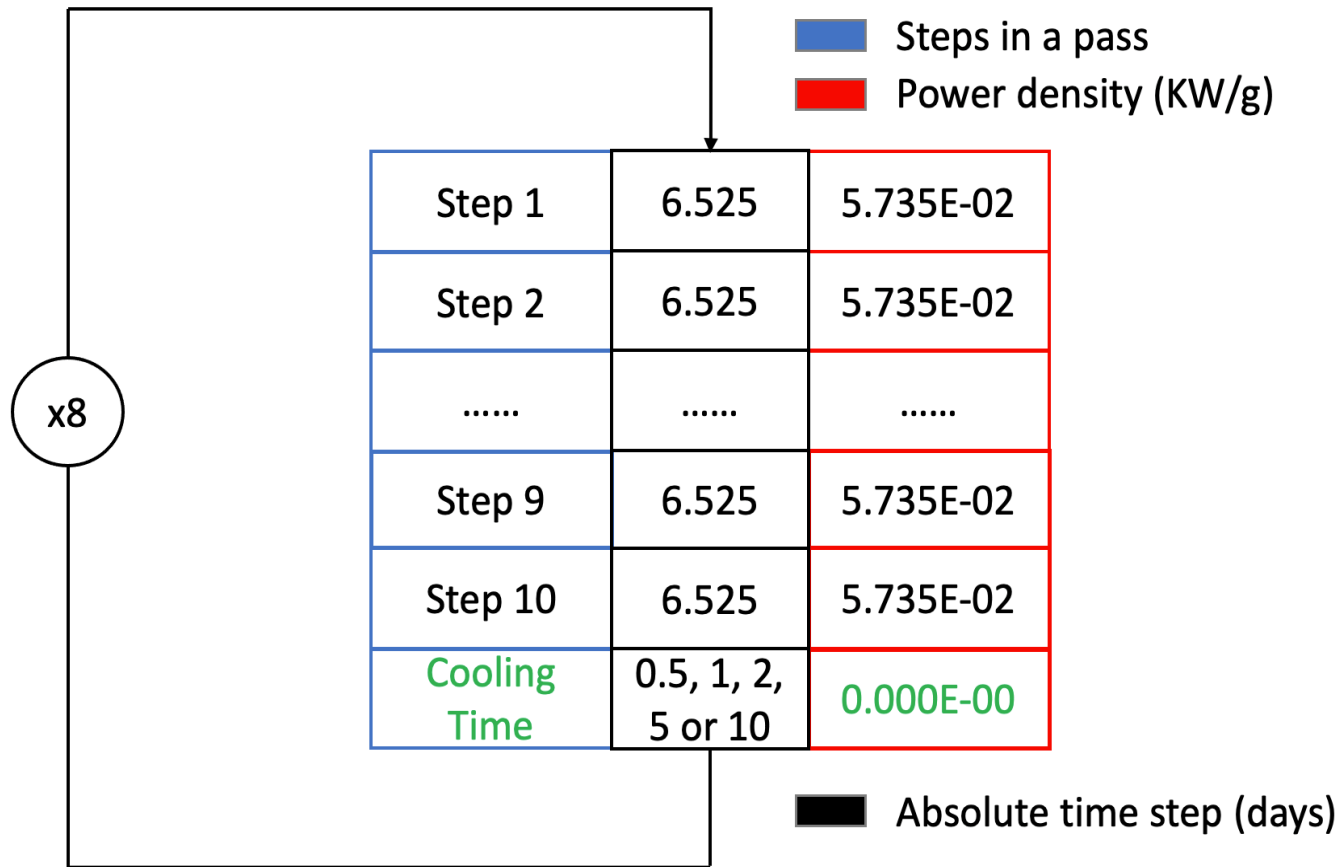 Steps in a pass
Power density (KW/g)
Step 1 6.525 5.735E-02
Step 2 6.525 5.735E-02
...... ...... ......
x8
Step 9 6.525 5.735E-02
Step 10 6.525 5.735E-02
Cooling Time 0.5, 1, 2, 5 or 10 0.000E-00
Absolute time step (days)